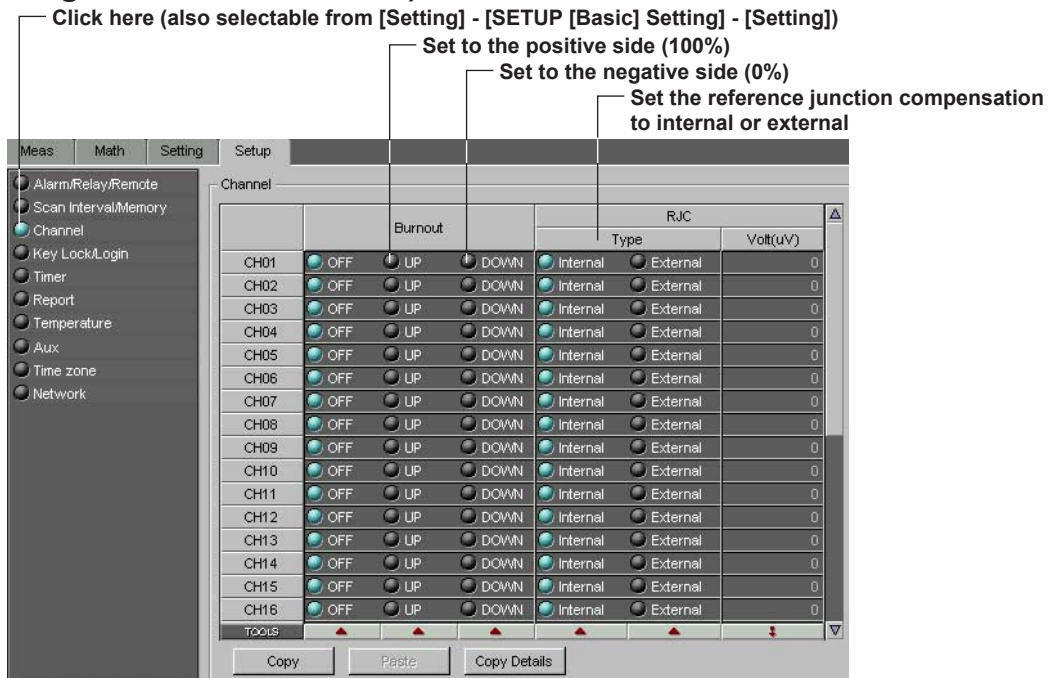 Click here (also selectable from [Setting] - [SETUP [Basic] Setting] - [Setting])
Set to the positive side (100%)
Set to the negative side (0%)
Set the reference junction compensation
to internal or external
Meas Math Setting Setup
Alarm/Relay/Remote
Scan Interval/Memory
Channel
Key Lock/Login
Timer
Report
Temperature
Aux
Time zone
Network
Channel
Burnout RJC
Type Volt(uV)
CH01 OFF UP DOWN Internal External 0
CH02 OFF UP DOWN Internal External 0
CH03 OFF UP DOWN Internal External 0
CH04 OFF UP DOWN Internal External 0
CH05 OFF UP DOWN Internal External 0
CH06 OFF UP DOWN Internal External 0
CH07 OFF UP DOWN Internal External 0
CH08 OFF UP DOWN Internal External 0
CH09 OFF UP DOWN Internal External 0
CH10 OFF UP DOWN Internal External 0
CH11 OFF UP DOWN Internal External 0
CH12 OFF UP DOWN Internal External 0
CH13 OFF UP DOWN Internal External 0
CH14 OFF UP DOWN Internal External 0
CH15 OFF UP DOWN Internal External 0
CH16 OFF UP DOWN Internal External 0
TOOLS
Copy Paste Copy Details